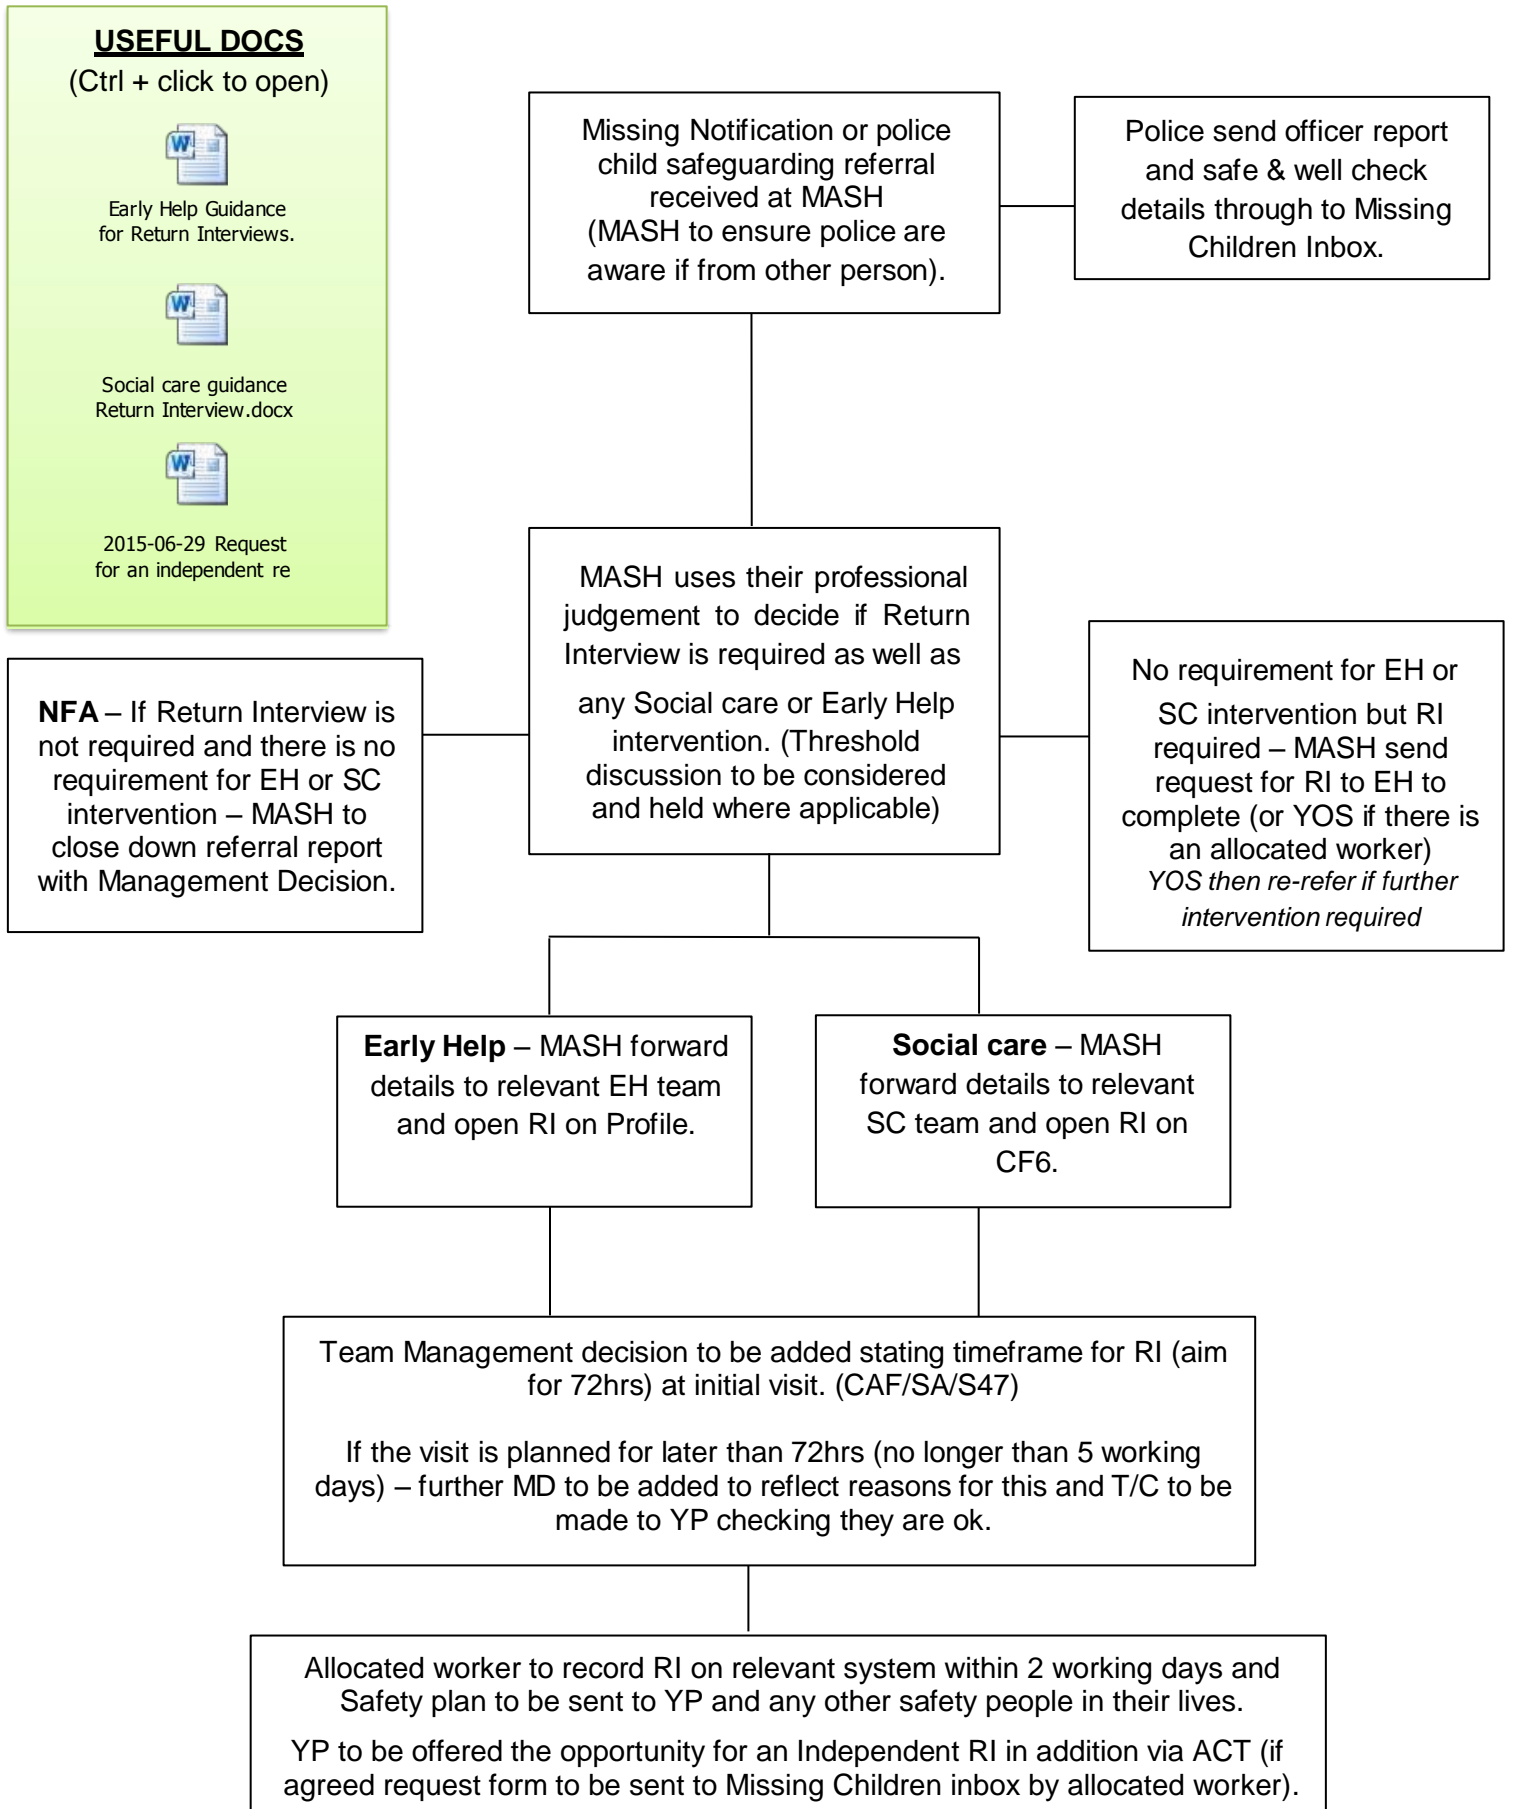 USEFUL DOCS
(Ctrl + click to open)
Early Help Guidance
for Return Interviews.
Social care guidance
Return Interview.docx
2015-06-29 Request
for an independent re
Missing Notification or police
child safeguarding referral
received at MASH
(MASH to ensure police are
aware if from other person).
Police send officer report
and safe & well check
details through to Missing
Children Inbox.
MASH uses their professional
judgement to decide if Return
Interview is required as well as
any Social care or Early Help
intervention. (Threshold
discussion to be considered
and held where applicable)
NFA – If Return Interview is
not required and there is no
requirement for EH or SC
intervention – MASH to
close down referral report
with Management Decision.
No requirement for EH or
SC intervention but RI
required – MASH send
request for RI to EH to
complete (or YOS if there is
an allocated worker)
YOS then re-refer if further
intervention required
Early Help – MASH forward
details to relevant EH team
and open RI on Profile.
Social care – MASH
forward details to relevant
SC team and open RI on
CF6.
Team Management decision to be added stating timeframe for RI (aim
for 72hrs) at initial visit. (CAF/SA/S47)
If the visit is planned for later than 72hrs (no longer than 5 working
days) – further MD to be added to reflect reasons for this and T/C to be
made to YP checking they are ok.
Allocated worker to record RI on relevant system within 2 working days and
Safety plan to be sent to YP and any other safety people in their lives.
YP to be offered the opportunity for an Independent RI in addition via ACT (if
agreed request form to be sent to Missing Children inbox by allocated worker).